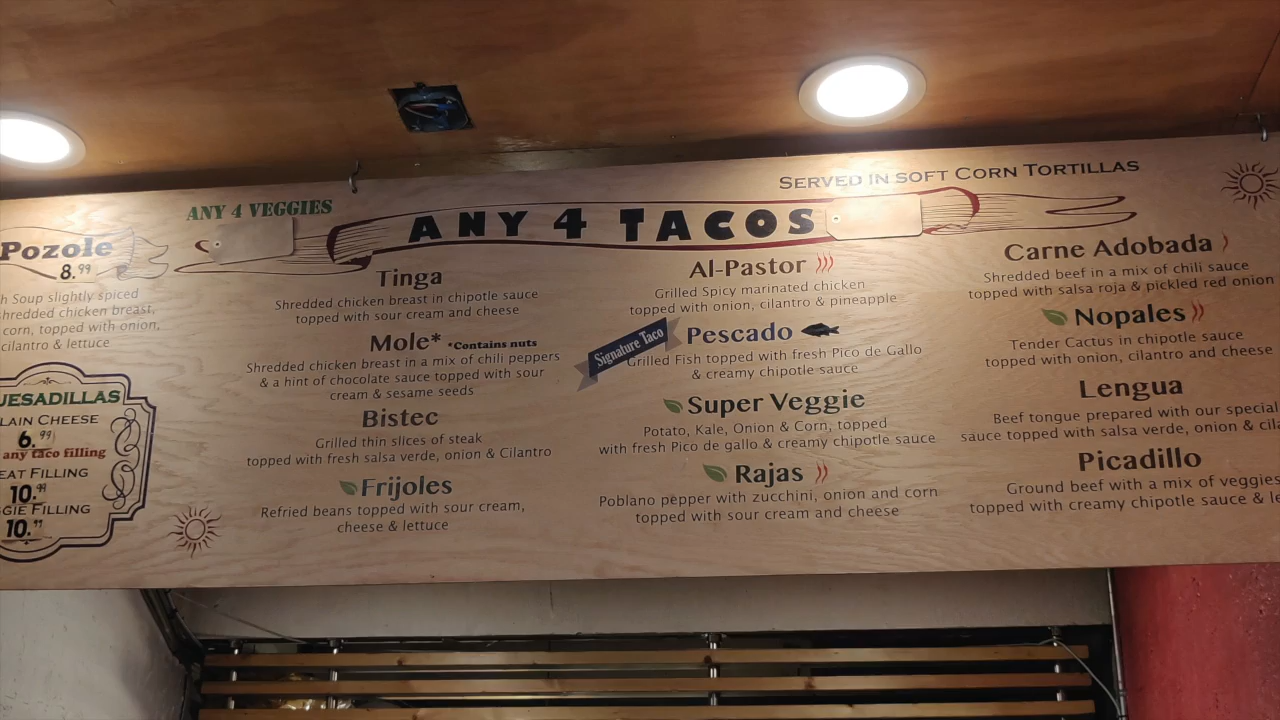 Pozole
8.99
Soup slightly spiced
shredded chicken breast,
corn, topped with onion,
cilantro & lettuce
CHEESE
6.99
any taco filling
FILLING
10.99
FILLING
10.99
ANY 4 VEGGIES
ANY 4 TACOS
SERVED IN SOFT CORN TORTILLAS
Tinga
Shredded chicken breast in chipotle sauce
topped with sour cream and cheese
Mole* *Contains nuts
Shredded chicken breast in a mix of chili peppers
& a hint of chocolate sauce topped with sour
cream & sesame seeds
Bistec
Grilled thin slices of steak
topped with fresh salsa verde, onion & Cilantro
Frijoles
Refried beans topped with sour cream,
cheese & lettuce
Al-Pastor
Grilled Spicy marinated chicken
topped with onion, cilantro & pineapple
Signature Taco
Pescado
Grilled Fish topped with fresh Pico de Gallo
& creamy chipotle sauce
Super Veggie
Potato, Kale, Onion & Corn, topped
with fresh Pico de gallo & creamy chipotle sauce
Rajas
Poblano pepper with zucchini, onion and corn
topped with sour cream and cheese
Carne Adobada
Shredded beef in a mix of chili sauce
topped with salsa roja & pickled red onion
Nopales
Tender Cactus in chipotle sauce
topped with onion, cilantro and cheese
Lengua
Beef tongue prepared with our special
sauce topped with salsa verde, onion &
Picadillo
Ground beef with a mix of veggies
topped with creamy chipotle sauce &